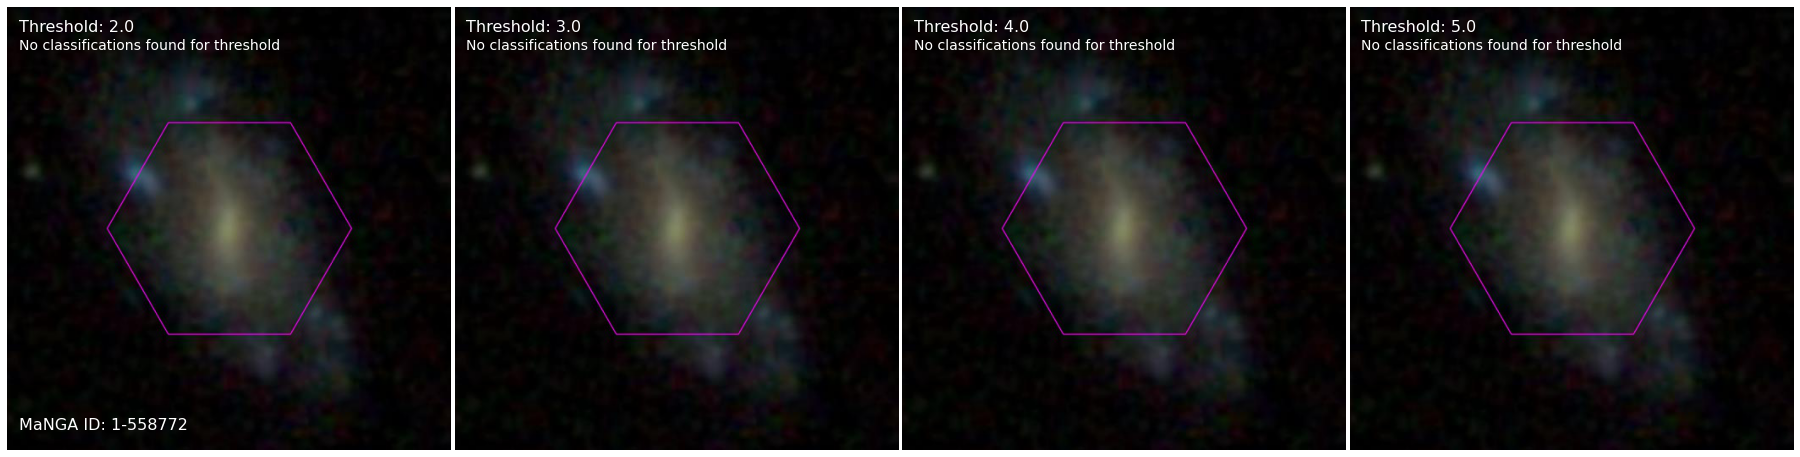 Threshold: 2.0
No classifications found for threshold
MaNGA ID: 1-558772
Threshold: 3.0
No classifications found for threshold
Threshold: 4.0
No classifications found for threshold
Threshold: 5.0
No classifications found for threshold